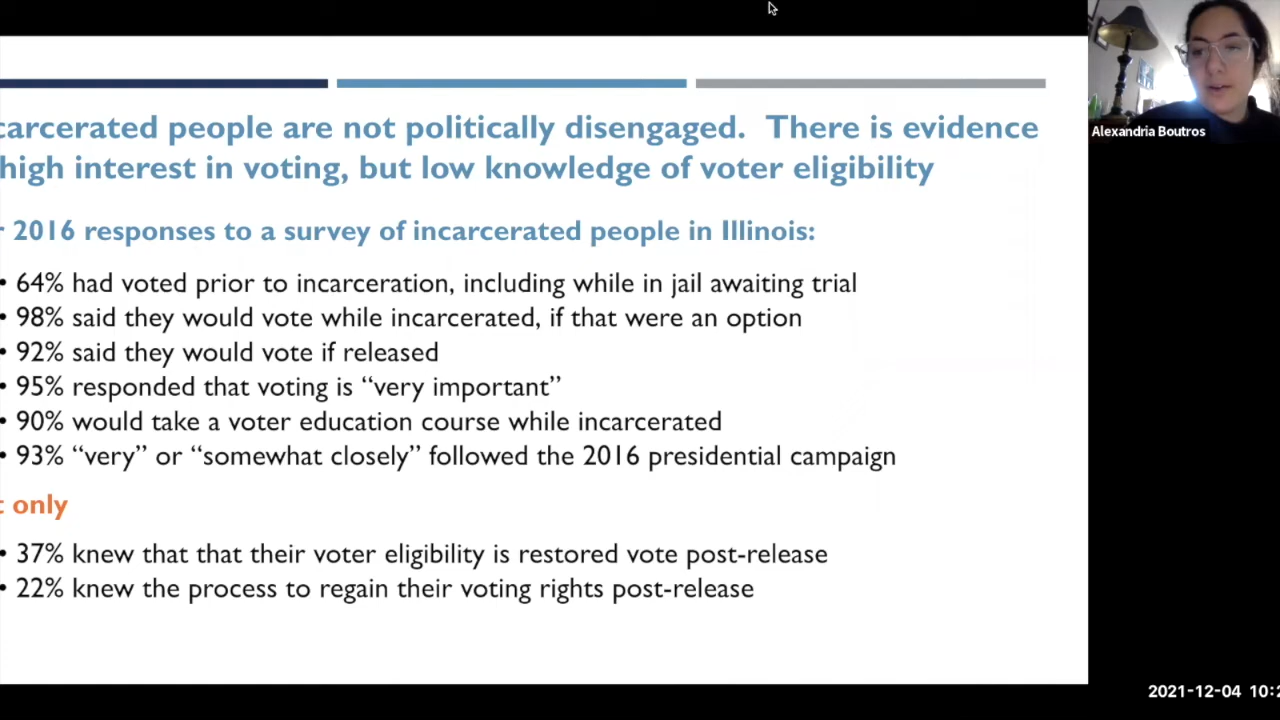 carcerated people are not politically disengaged. There is evidence
high interest in voting, but low knowledge of voter eligibility
2016 responses to a survey of incarcerated people in Illinois:
• 64% had voted prior to incarceration, including while in jail awaiting trial
• 98% said they would vote while incarcerated, if that were an option
• 92% said they would vote if released
• 95% responded that voting is “very important”
• 90% would take a voter education course while incarcerated
• 93% “very” or “somewhat closely” followed the 2016 presidential campaign
only
• 37% knew that that their voter eligibility is restored vote post-release
• 22% knew the process to regain their voting rights post-release
Alexandria Boutros
2021-12-04 10:2